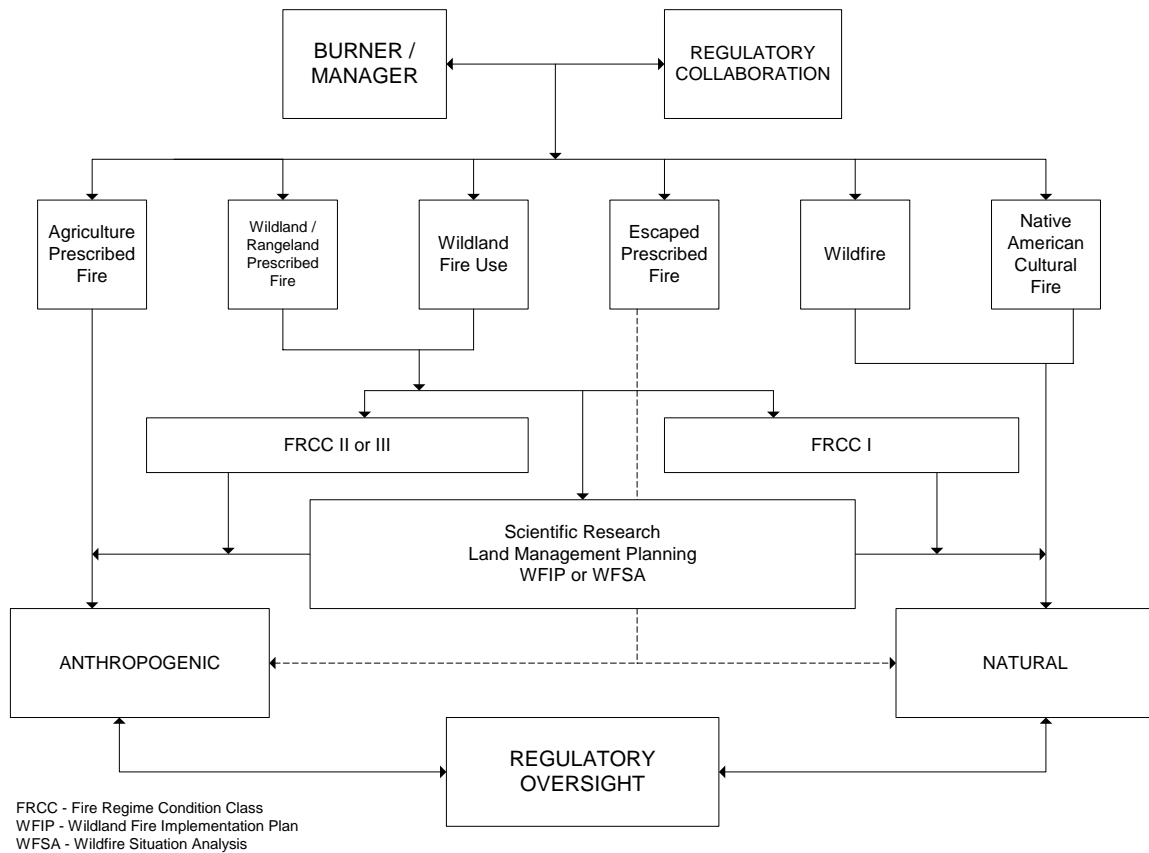 BURNER /
MANAGER
REGULATORY
COLLABORATION
Agriculture
Prescribed
Fire
Wildland /
Rangeland
Prescribed
Fire
Wildland
Fire Use
Escaped
Prescribed
Fire
Wildfire
Native
American
Cultural
Fire
FRCC II or III
FRCC I
Scientific Research
Land Management Planning
WFIP or WFSA
ANTHROPOGENIC
NATURAL
REGULATORY
OVERSIGHT
FRCC - Fire Regime Condition Class
WFIP - Wildland Fire Implementation Plan
WFSA - Wildfire Situation Analysis